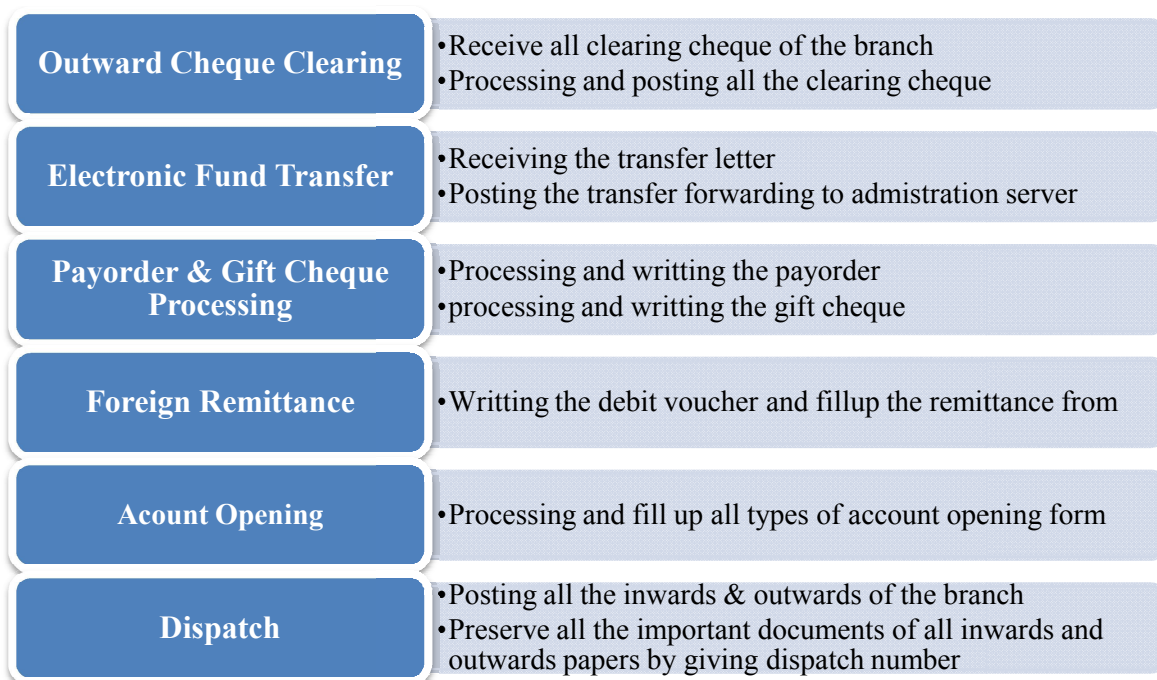 Outward Cheque Clearing
•Receive all clearing cheque of the branch
•Processing and posting all the clearing cheque
Electronic Fund Transfer
•Receiving the transfer letter
•Posting the transfer forwarding to admistration server
Payorder & Gift Cheque
Processing
•Processing and writting the payorder
•processing and writting the gift cheque
Foreign Remittance
•Writting the debit voucher and fillup the remittance from
Acount Opening
•Processing and fill up all types of account opening form
Dispatch
•Posting all the inwards & outwards of the branch
•Preserve all the important documents of all inwards and
outwards papers by giving dispatch number